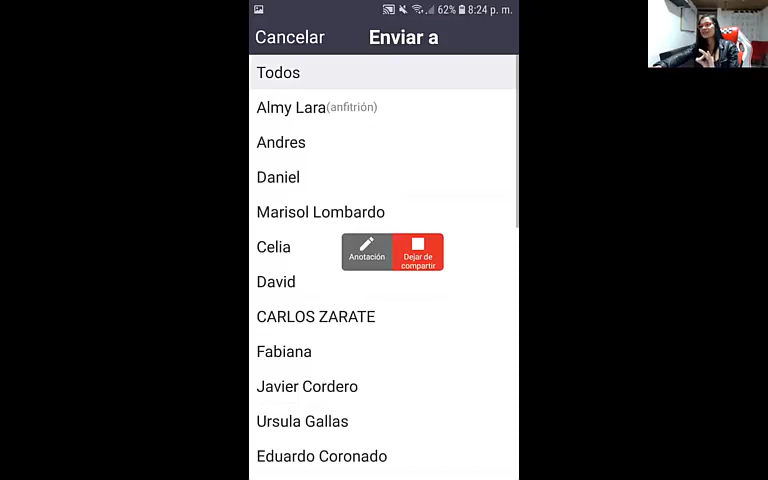 62% 8:24 p. m.
Cancelar Enviar a
Todos
Almy Lara(anfitrión)
Andres
Daniel
Marisol Lombardo
Celia
Anotación
Dejar de
compartir
David
CARLOS ZARATE
Fabiana
Javier Cordero
Ursula Gallas
Eduardo Coronado